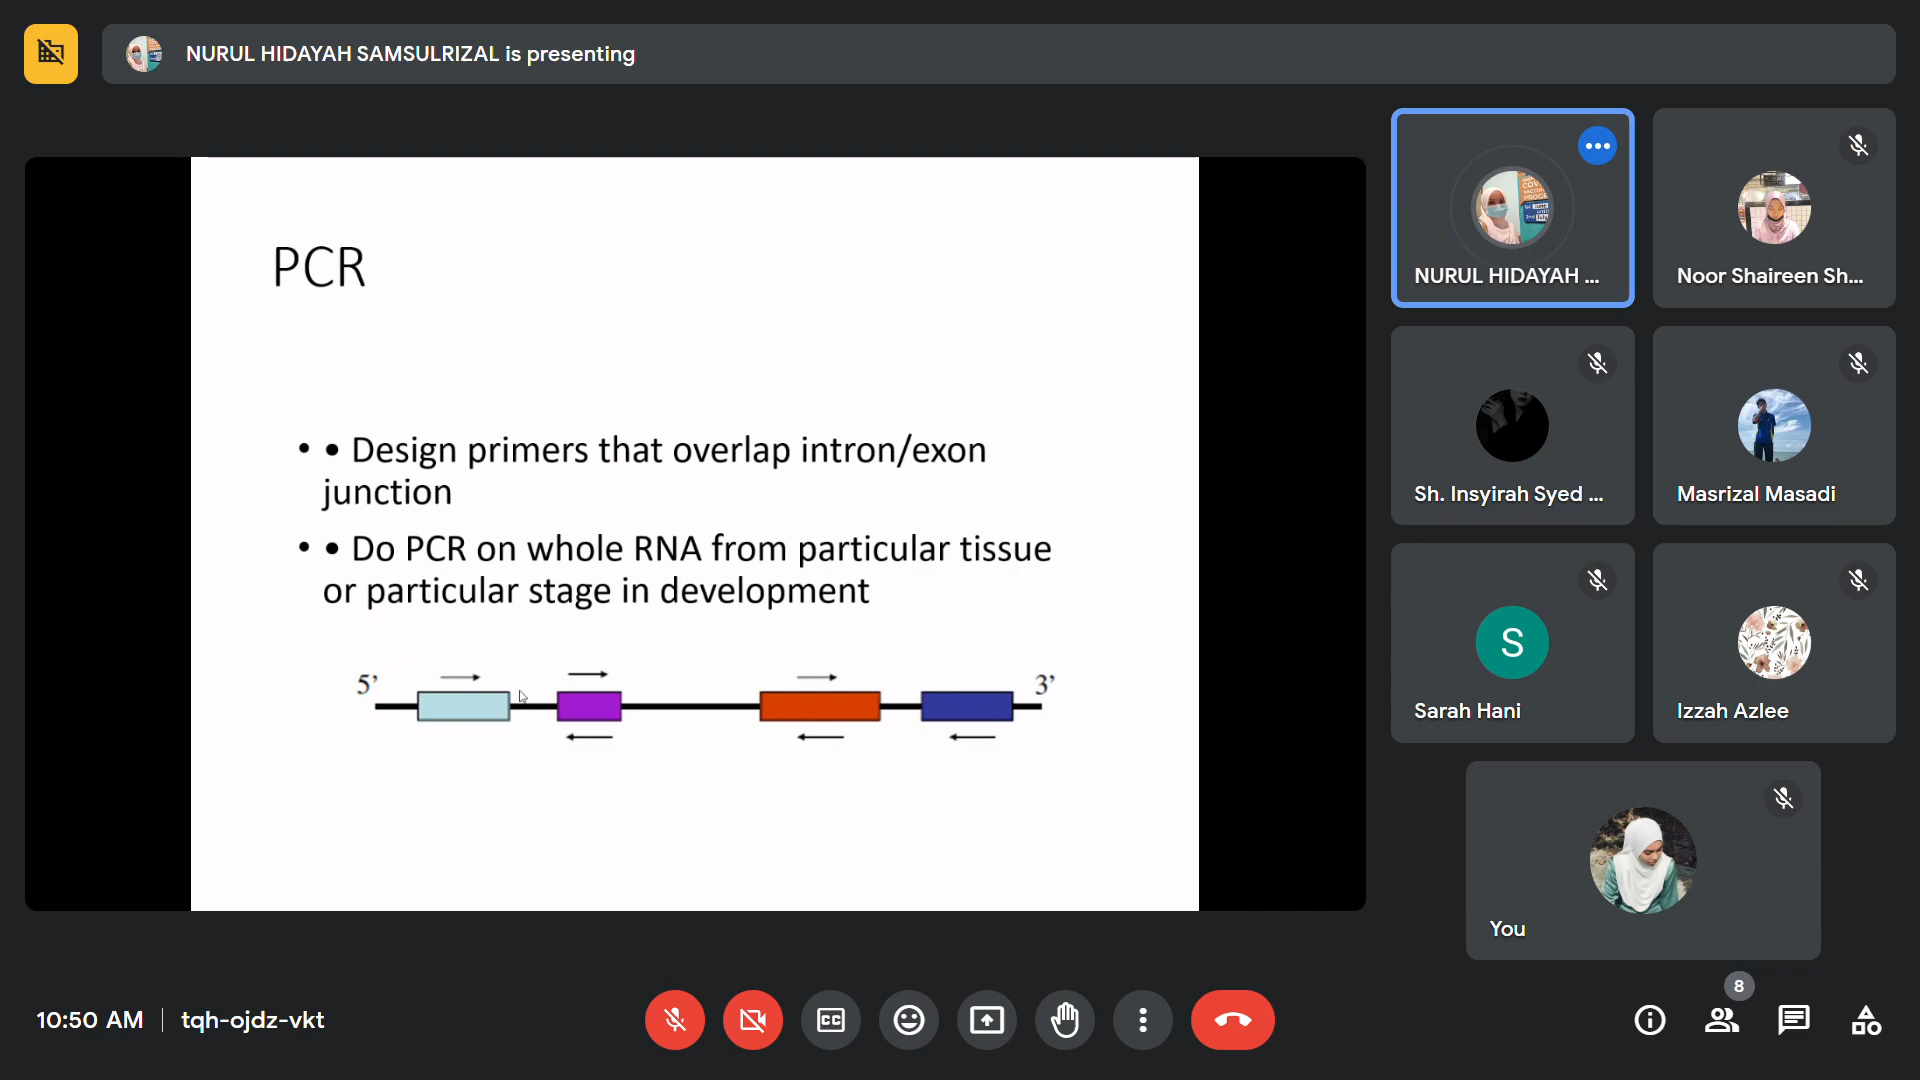 NURUL HIDAYAH SAMSULRIZAL is presenting
PCR
• • Design primers that overlap intron/exon
junction
• • Do PCR on whole RNA from particular tissue
or particular stage in development
5’
3’
NURUL HIDAYAH ...
Noor Shaireen Sh...
Sh. Insyirah Syed ...
Masrizal Masadi
S
Sarah Hani
Izzah Azlee
You
10:50 AM | tqh-ojdz-vkt
CC
8